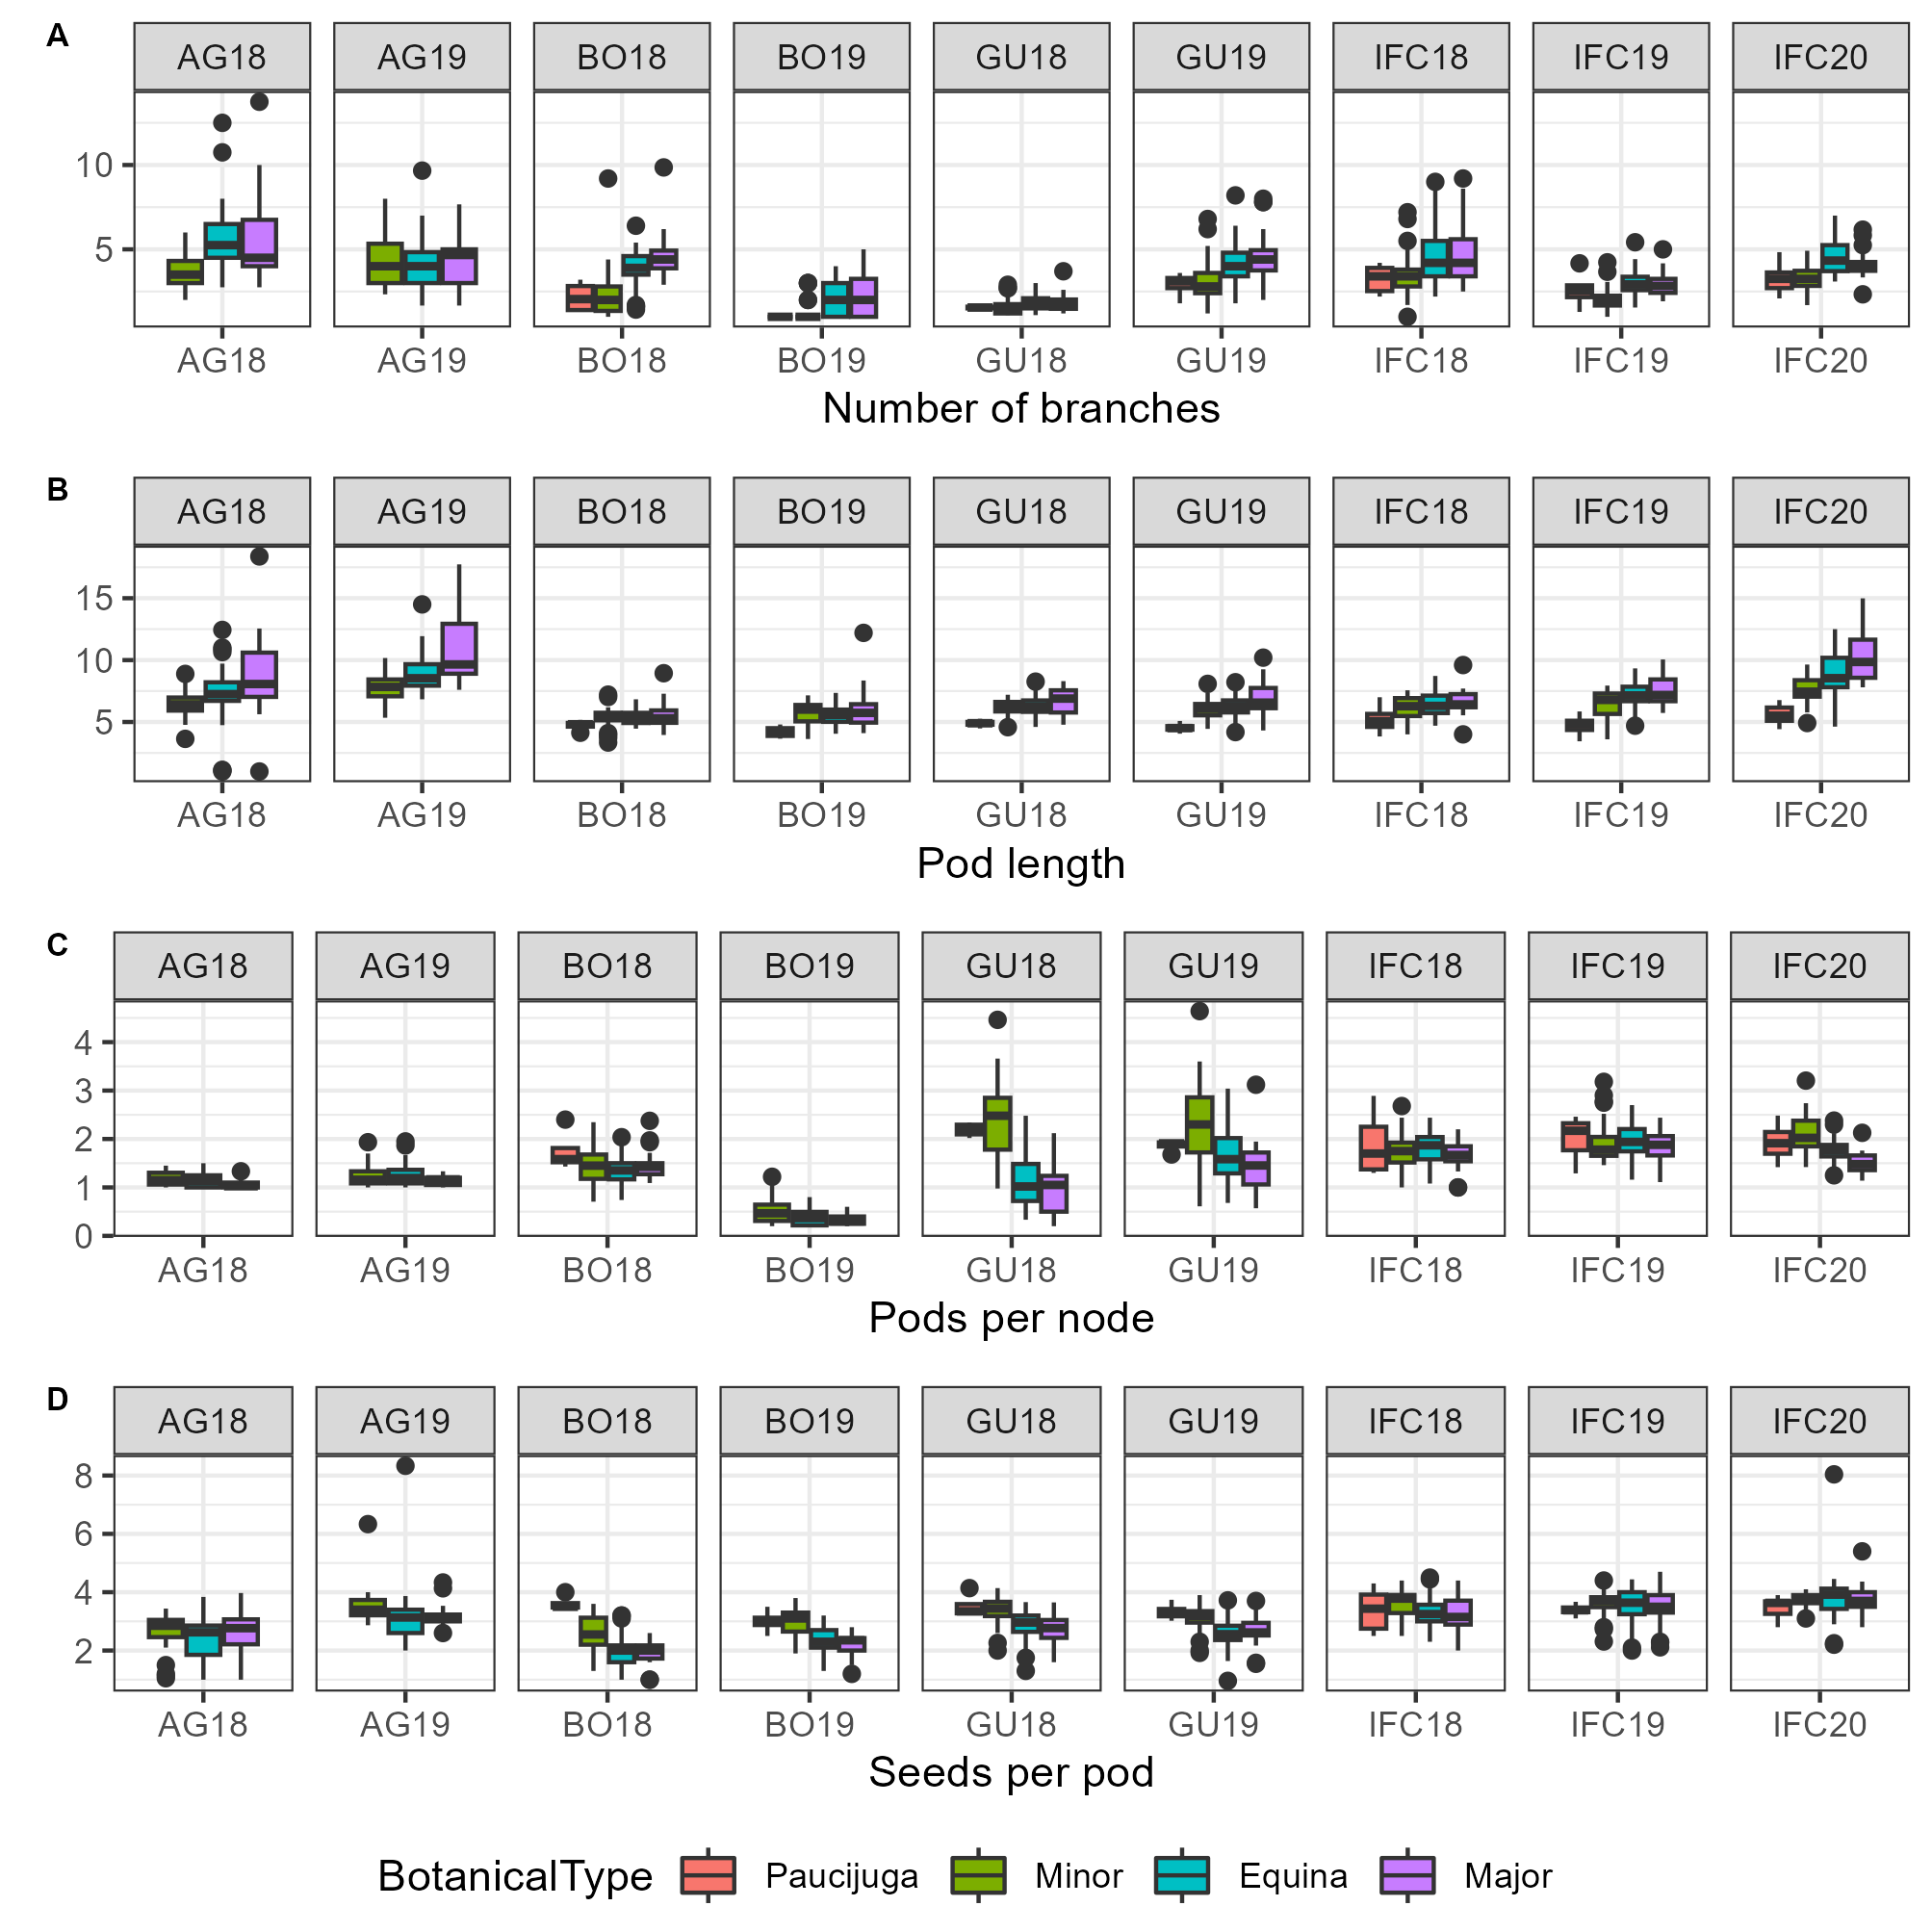 A
AG18 AG19 BO18 BO19 GU18 GU19 IFC18 IFC19 IFC20
10
5
AG18 AG19 BO18 BO19 GU18 GU19 IFC18 IFC19 IFC20
Number of branches
B
AG18 AG19 BO18 BO19 GU18 GU19 IFC18 IFC19 IFC20
15
10
5
AG18 AG19 BO18 BO19 GU18 GU19 IFC18 IFC19 IFC20
Pod length
C
AG18 AG19 BO18 BO19 GU18 GU19 IFC18 IFC19 IFC20
4
3
2
1
0
AG18 AG19 BO18 BO19 GU18 GU19 IFC18 IFC19 IFC20
Pods per node
D
AG18 AG19 BO18 BO19 GU18 GU19 IFC18 IFC19 IFC20
8
6
4
2
AG18 AG19 BO18 BO19 GU18 GU19 IFC18 IFC19 IFC20
Seeds per pod
BotanicalType Paucijuga Minor Equina Major